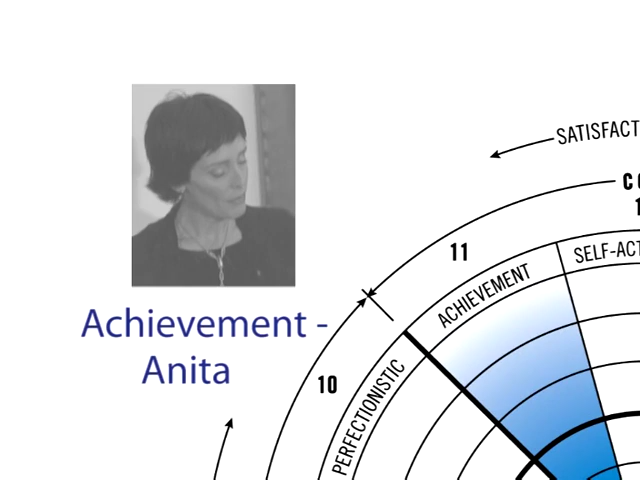 SATISFACT
11
ACHIEVEMENT
SELF-ACT
Achievement -
Anita
10
PERFECTIONISTIC